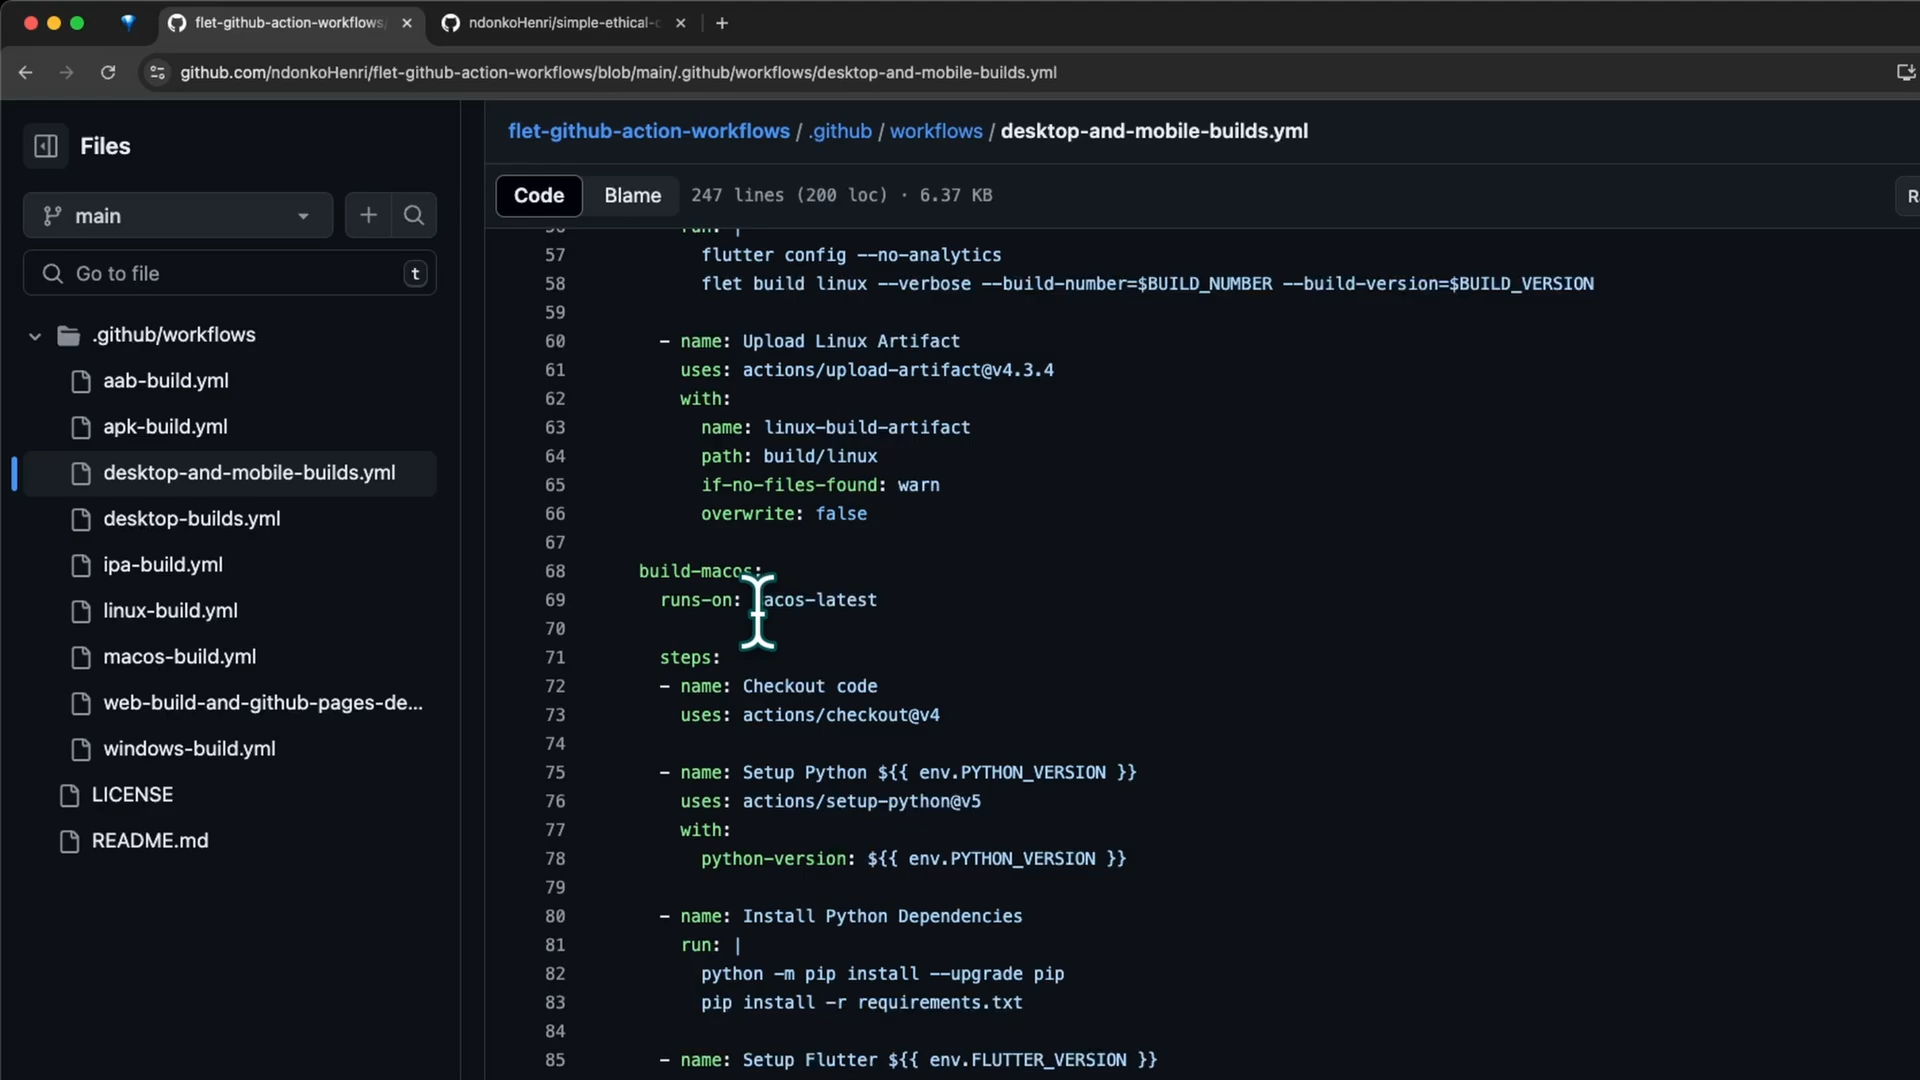 flet-github-action-workflows/
ndonkoHenri/simple-ethical-
github.com/ndonkoHenri/flet-github-action-workflows/blob/main/.github/workflows/desktop-and-mobile-builds.yml
Files
main
Go to file
t
.github/workflows
aab-build.yml
apk-build.yml
desktop-and-mobile-builds.yml
desktop-builds.yml
ipa-build.yml
linux-build.yml
macos-build.yml
web-build-and-github-pages-de...
windows-build.yml
LICENSE
README.md
flet-github-action-workflows / .github / workflows / desktop-and-mobile-builds.yml
Code Blame 247 lines (200 loc) · 6.37 KB
56 run: |
57 flutter config --no-analytics
58 flet build linux --verbose --build-number=$BUILD_NUMBER --build-version=$BUILD_VERSION
59
60 - name: Upload Linux Artifact
61 uses: actions/upload-artifact@v4.3.4
62 with:
63 name: linux-build-artifact
64 path: build/linux
65 if-no-files-found: warn
66 overwrite: false
67
68 build-macos:
69 runs-on: macos-latest
70
71 steps:
72 - name: Checkout code
73 uses: actions/checkout@v4
74
75 - name: Setup Python ${{ env.PYTHON_VERSION }}
76 uses: actions/setup-python@v5
77 with:
78 python-version: ${{ env.PYTHON_VERSION }}
79
80 - name: Install Python Dependencies
81 run: |
82 python -m pip install --upgrade pip
83 pip install -r requirements.txt
84
85 - name: Setup Flutter ${{ env.FLUTTER_VERSION }}